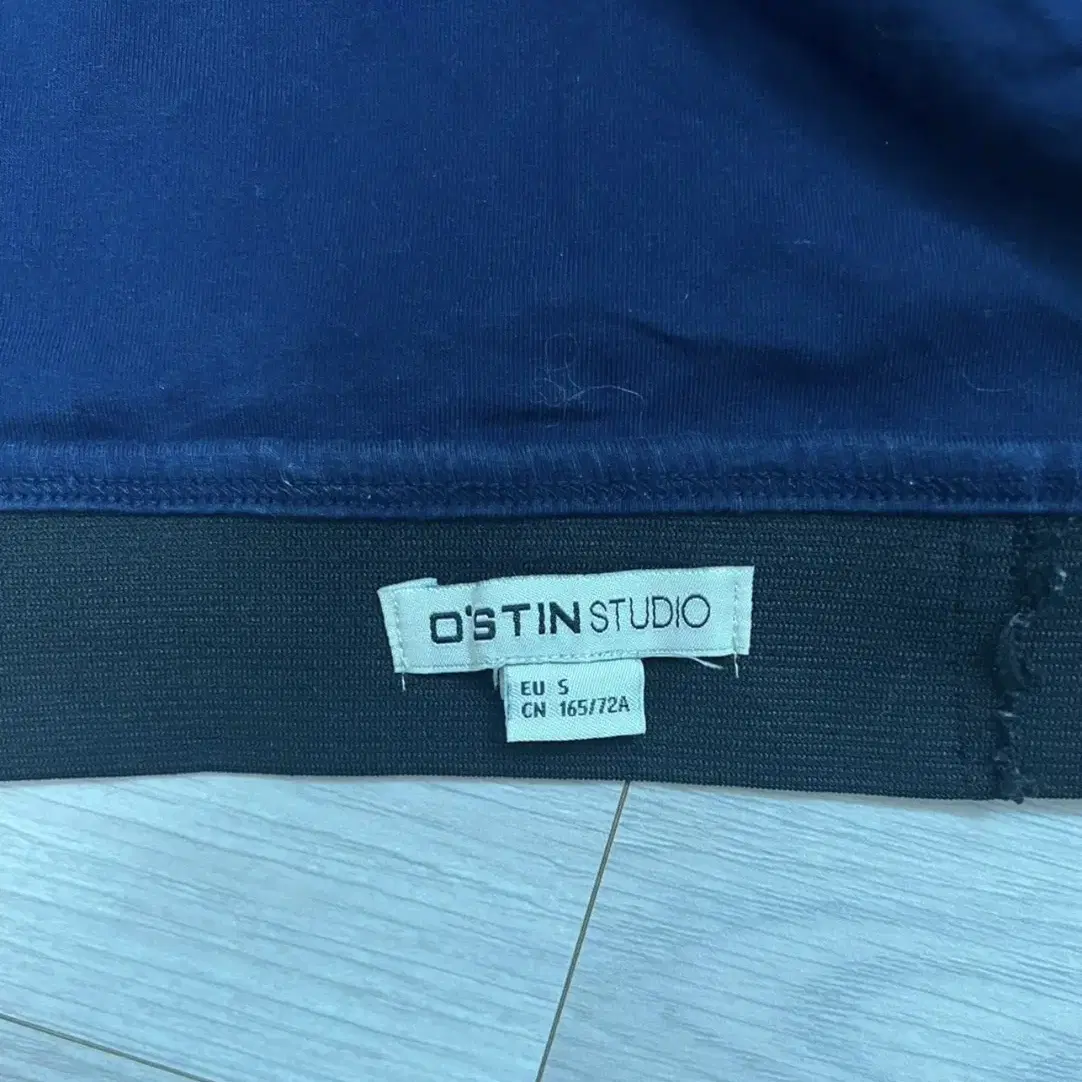 O'STIN STUDIO
EU S
CN 165/72A